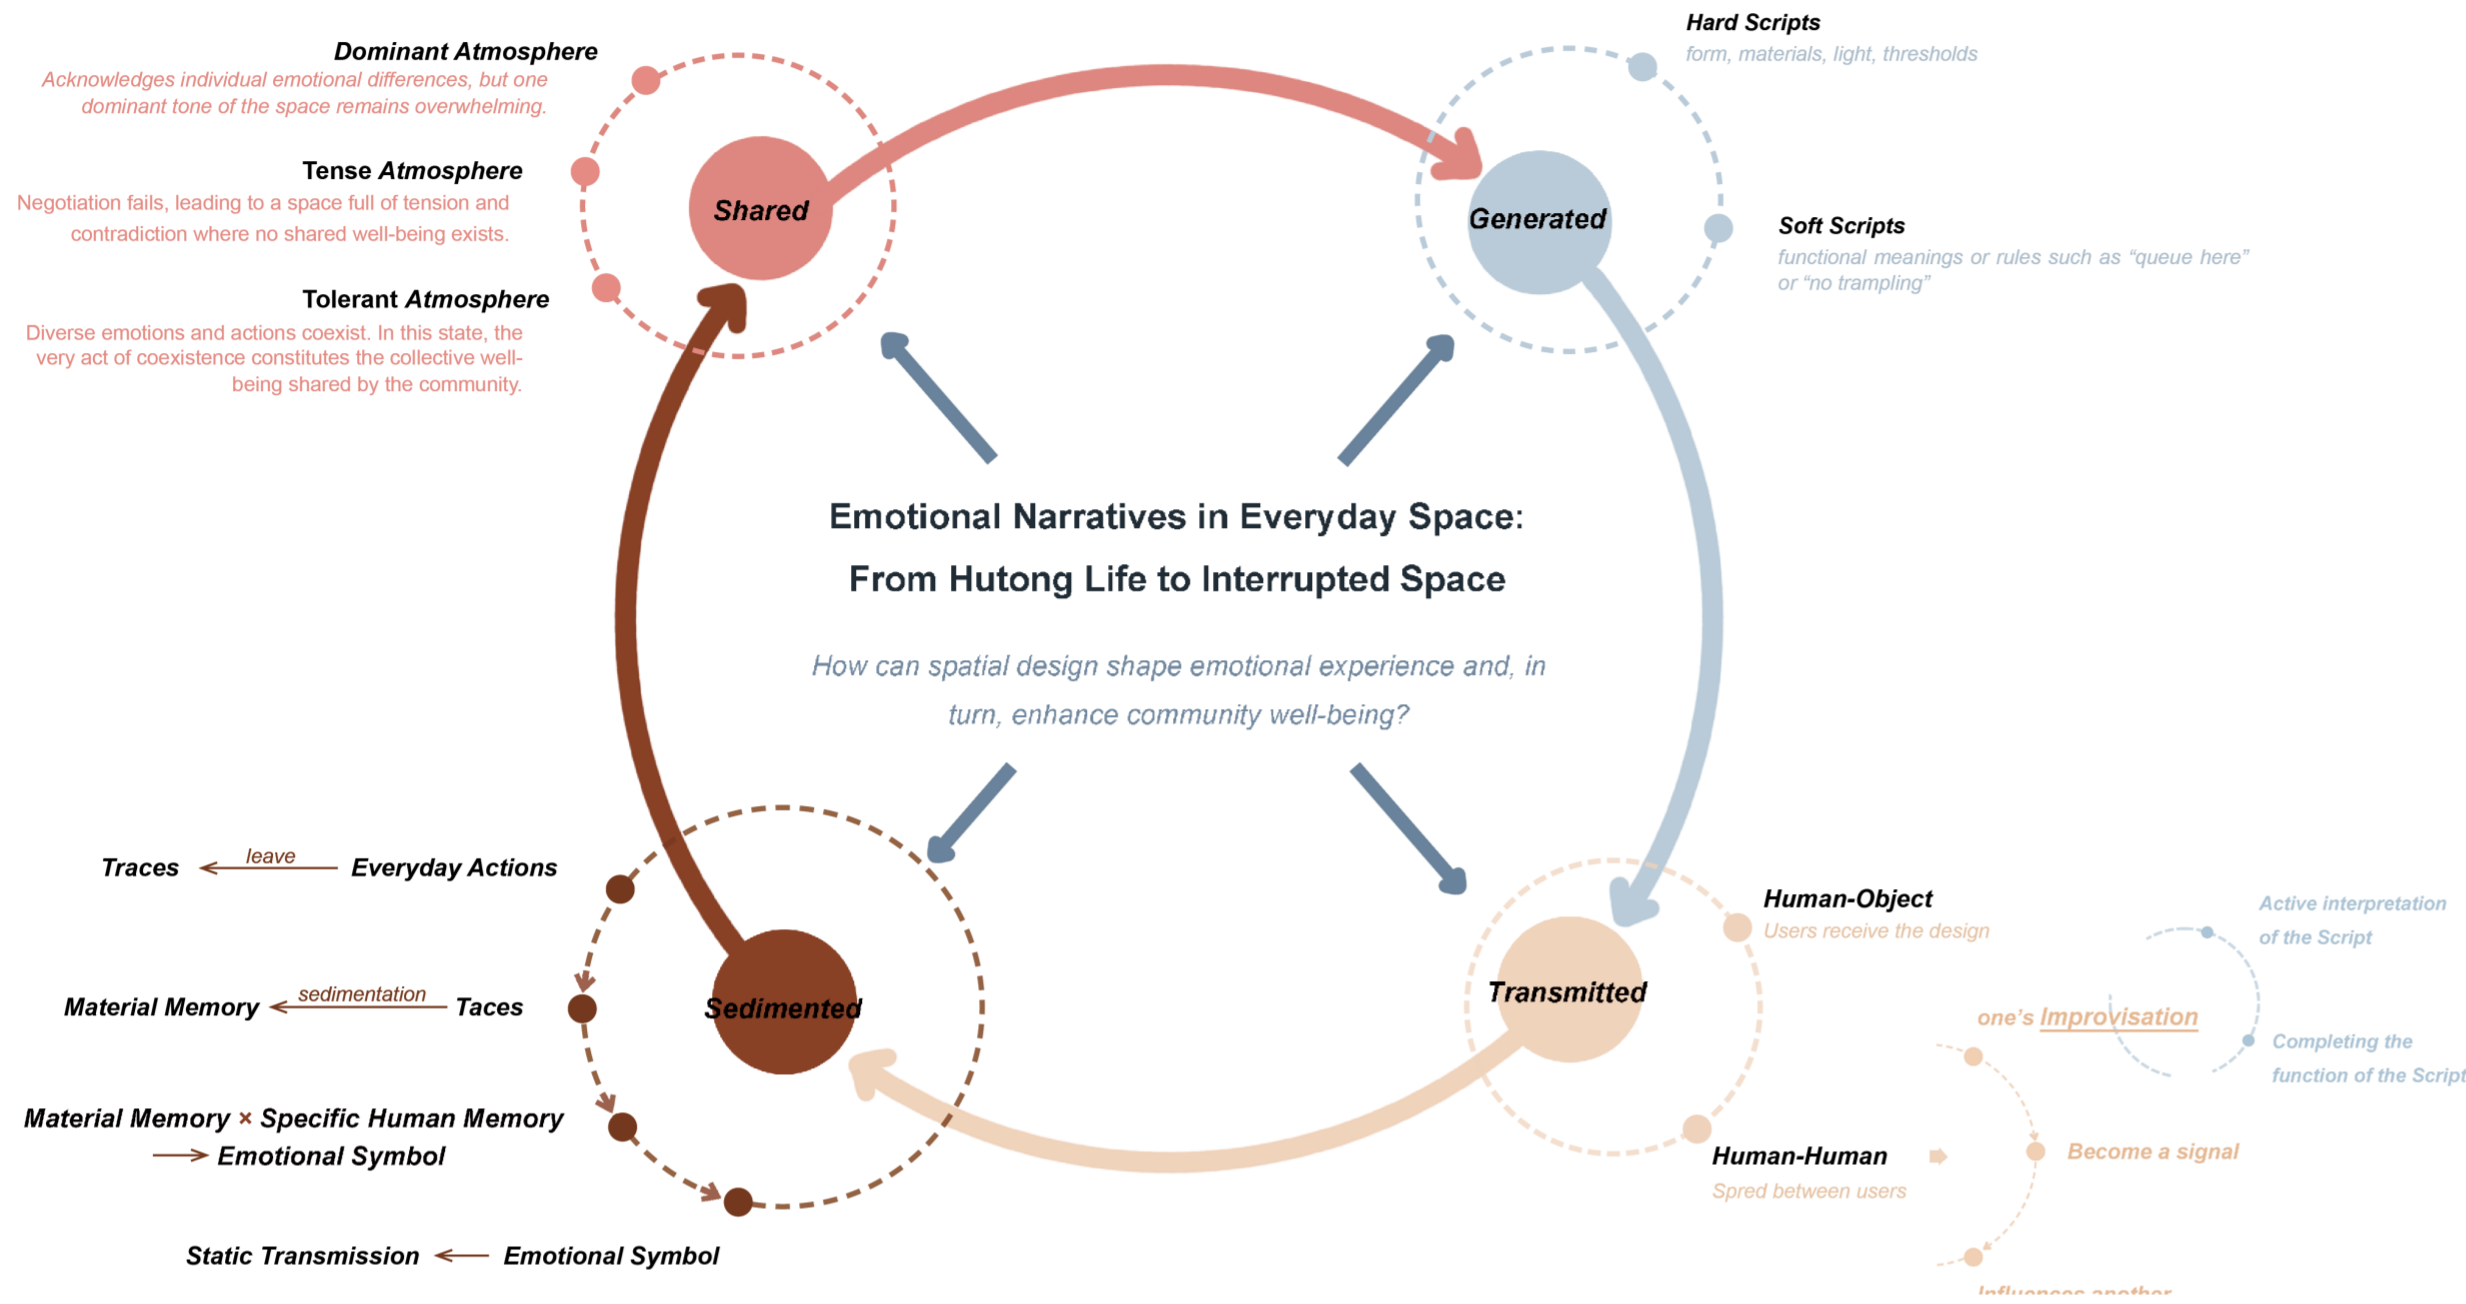 Dominant Atmosphere
Acknowledges individual emotional differences, but one
dominant tone of the space remains overwhelming.
Tense Atmosphere
Negotiation fails, leading to a space full of tension and
contradiction where no shared well-being exists.
Tolerant Atmosphere
Diverse emotions and actions coexist. In this state, the
very act of coexistence constitutes the collective well-
being shared by the community.
Shared
Hard Scripts
form, materials, light, thresholds
Generated
Soft Scripts
functional meanings or rules such as “queue here”
or “no trampling”
Emotional Narratives in Everyday Space:
From Hutong Life to Interrupted Space
How can spatial design shape emotional experience and, in
turn, enhance community well-being?
Traces
leave
Everyday Actions
Material Memory
sedimentation
Taces
Material Memory × Specific Human Memory
Emotional Symbol
Static Transmission
Emotional Symbol
Sedimented
Transmitted
Human-Object
Users receive the design
Human-Human
Spred between users
one’s Improvisation
Active interpretation
of the Script
Completing the
function of the Script
Become a signal
Influences another